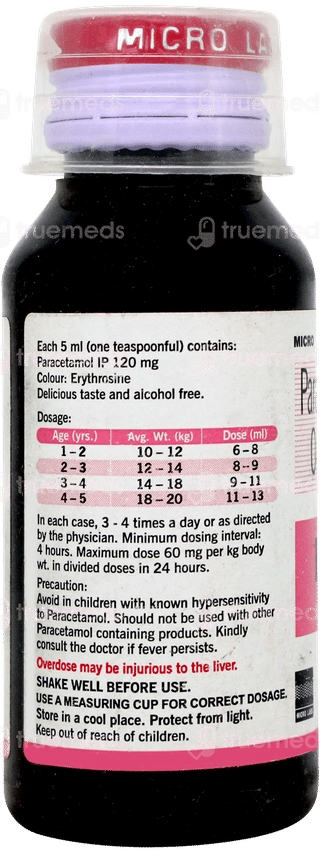 MICRO LA
truemeds
Each 5 ml (one teaspoonful) contains:
Paracetamol IP 120 mg
Colour: Erythrosine
Delicious taste and alcohol free.
Dosage:
Age (yrs.) Avg. Wt. (kg) Dose (ml)
1 - 2 10 - 12 6 - 8
2 - 3 12 - 14 8 - 9
3 - 4 14 - 18 9 - 11
4 - 5 18 - 20 11 - 13
In each case, 3 - 4 times a day or as directed
by the physician. Minimum dosing interval:
4 hours. Maximum dose 60 mg per kg body
wt. in divided doses in 24 hours.
Precaution:
Avoid in children with known hypersensitivity
to Paracetamol. Should not be used with other
Paracetamol containing products. Kindly
consult the doctor if fever persists.
Overdose may be injurious to the liver.
SHAKE WELL BEFORE USE.
USE A MEASURING CUP FOR CORRECT DOSAGE.
Store in a cool place. Protect from light.
Keep out of reach of children.
MICRO
Par
MICRO LABS